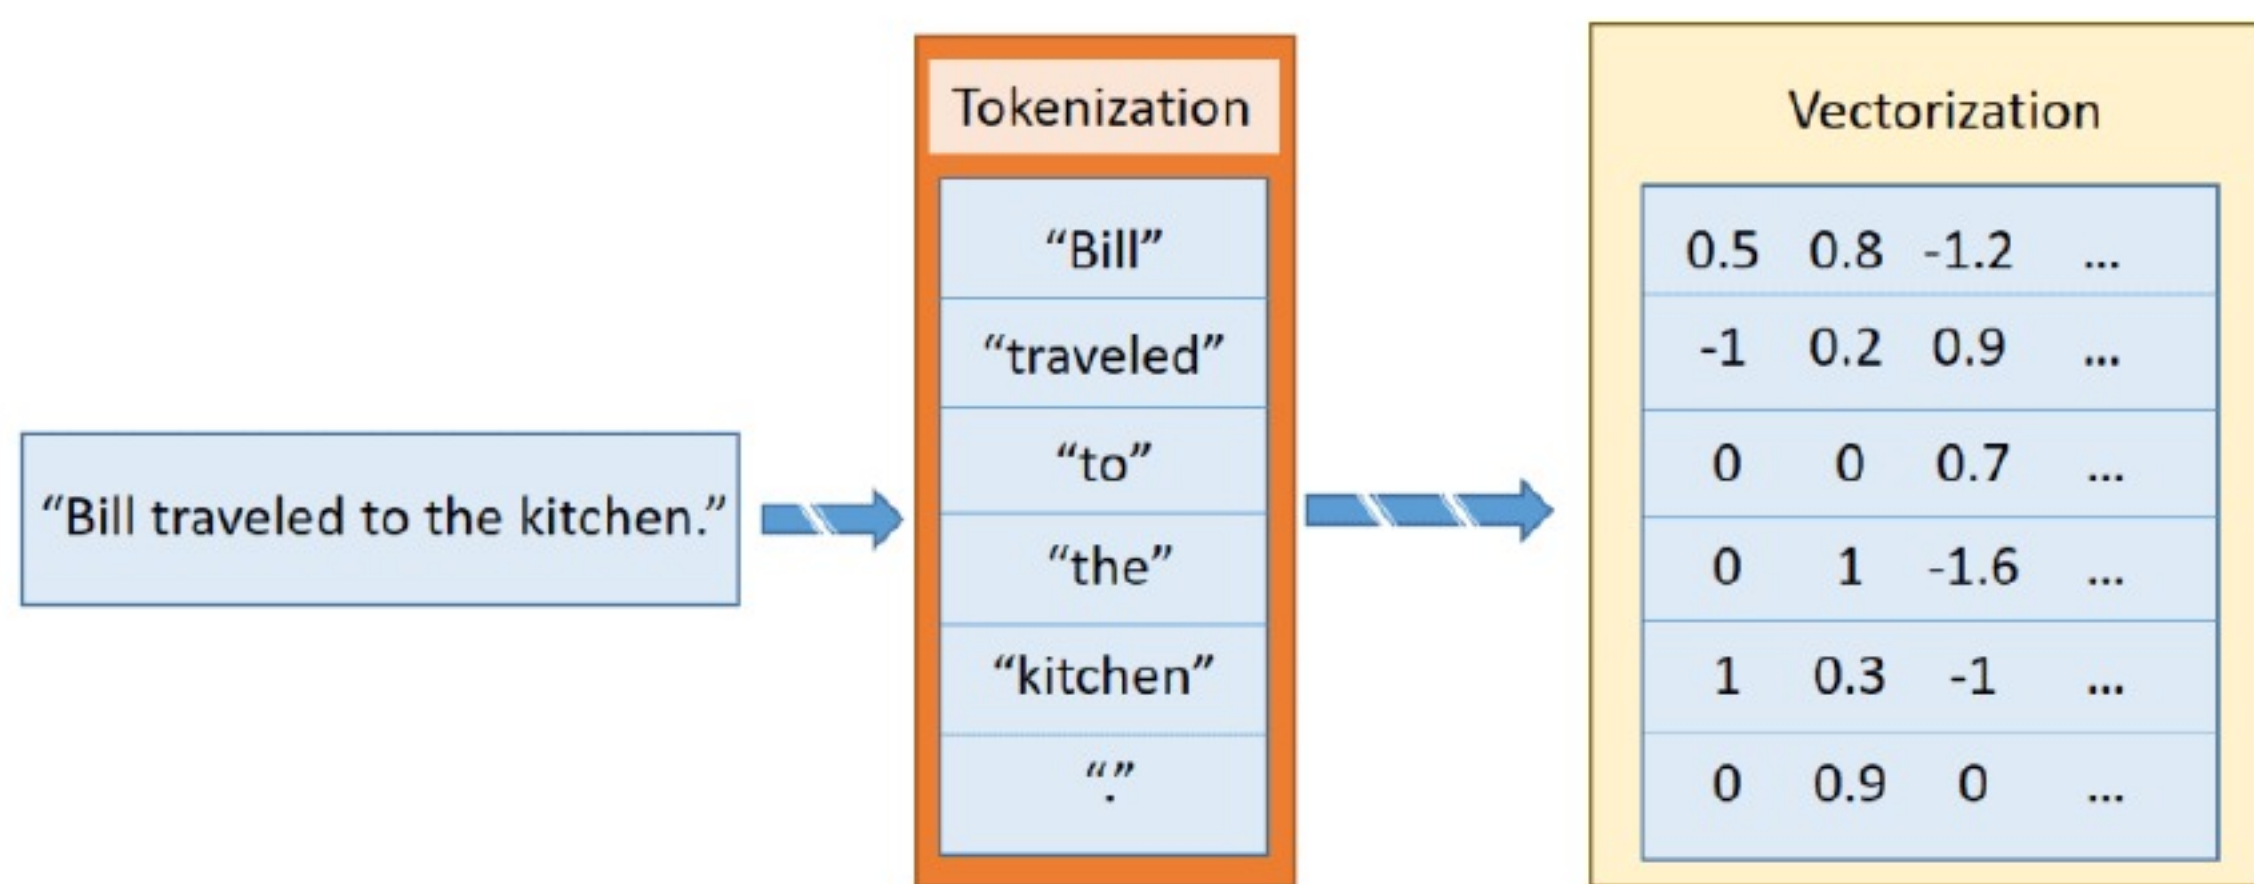 “Bill traveled to the kitchen.”
Tokenization
“Bill”
“traveled”
“to”
“the”
“kitchen”
“.”
Vectorization
0.5 0.8 -1.2 ...
-1 0.2 0.9 ...
0 0 0.7 ...
0 1 -1.6 ...
1 0.3 -1 ...
0 0.9 0 ...